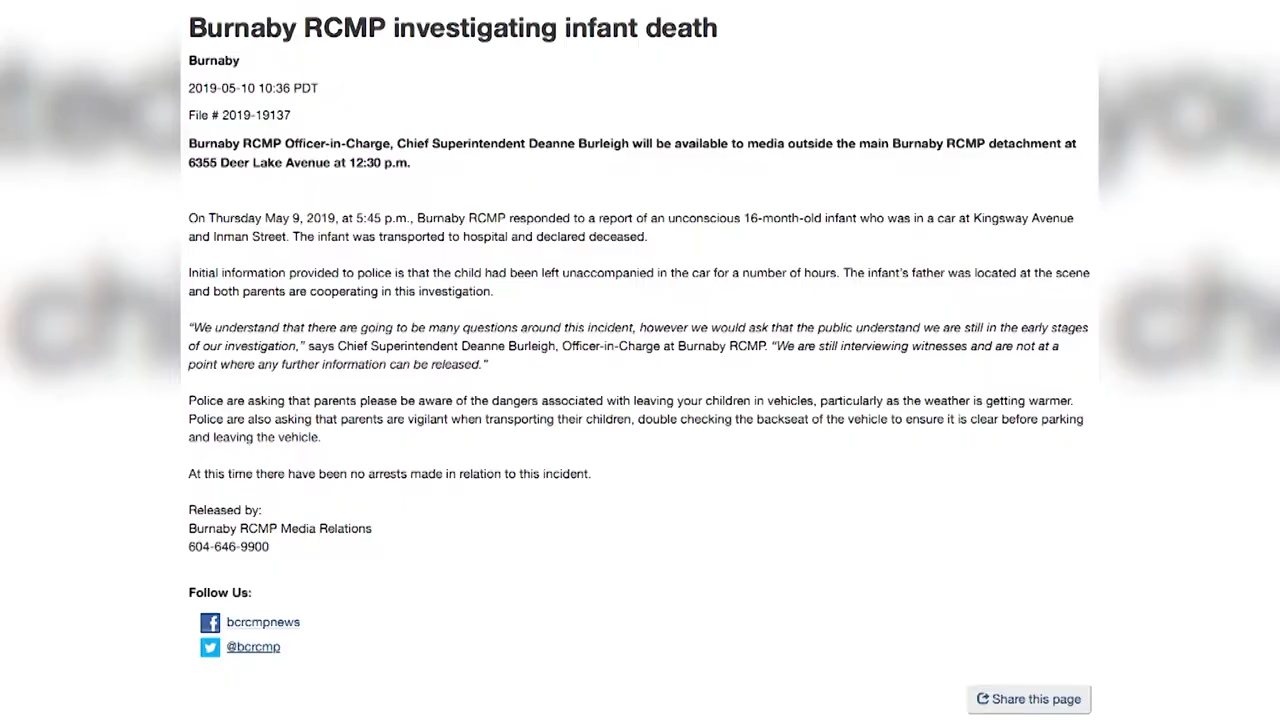 Burnaby RCMP investigating infant death
Burnaby
2019-05-10 10:36 PDT
File # 2019-19137
Burnaby RCMP Officer-in-Charge, Chief Superintendent Deanne Burleigh will be available to media outside the main Burnaby RCMP detachment at
6355 Deer Lake Avenue at 12:30 p.m.
On Thursday May 9, 2019, at 5:45 p.m., Burnaby RCMP responded to a report of an unconscious 16-month-old infant who was in a car at Kingsway Avenue
and Inman Street. The infant was transported to hospital and declared deceased.
Initial information provided to police is that the child had been left unaccompanied in the car for a number of hours. The infant's father was located at the scene
and both parents are cooperating in this investigation.
“We understand that there are going to be many questions around this incident, however we would ask that the public understand we are still in the early stages
of our investigation,” says Chief Superintendent Deanne Burleigh, Officer-in-Charge at Burnaby RCMP. “We are still interviewing witnesses and are not at a
point where any further information can be released.”
Police are asking that parents please be aware of the dangers associated with leaving your children in vehicles, particularly as the weather is getting warmer.
Police are also asking that parents are vigilant when transporting their children, double checking the backseat of the vehicle to ensure it is clear before parking
and leaving the vehicle.
At this time there have been no arrests made in relation to this incident.
Released by:
Burnaby RCMP Media Relations
604-646-9900
Follow Us:
bcrcmpnews
@bcrcmp
Share this page